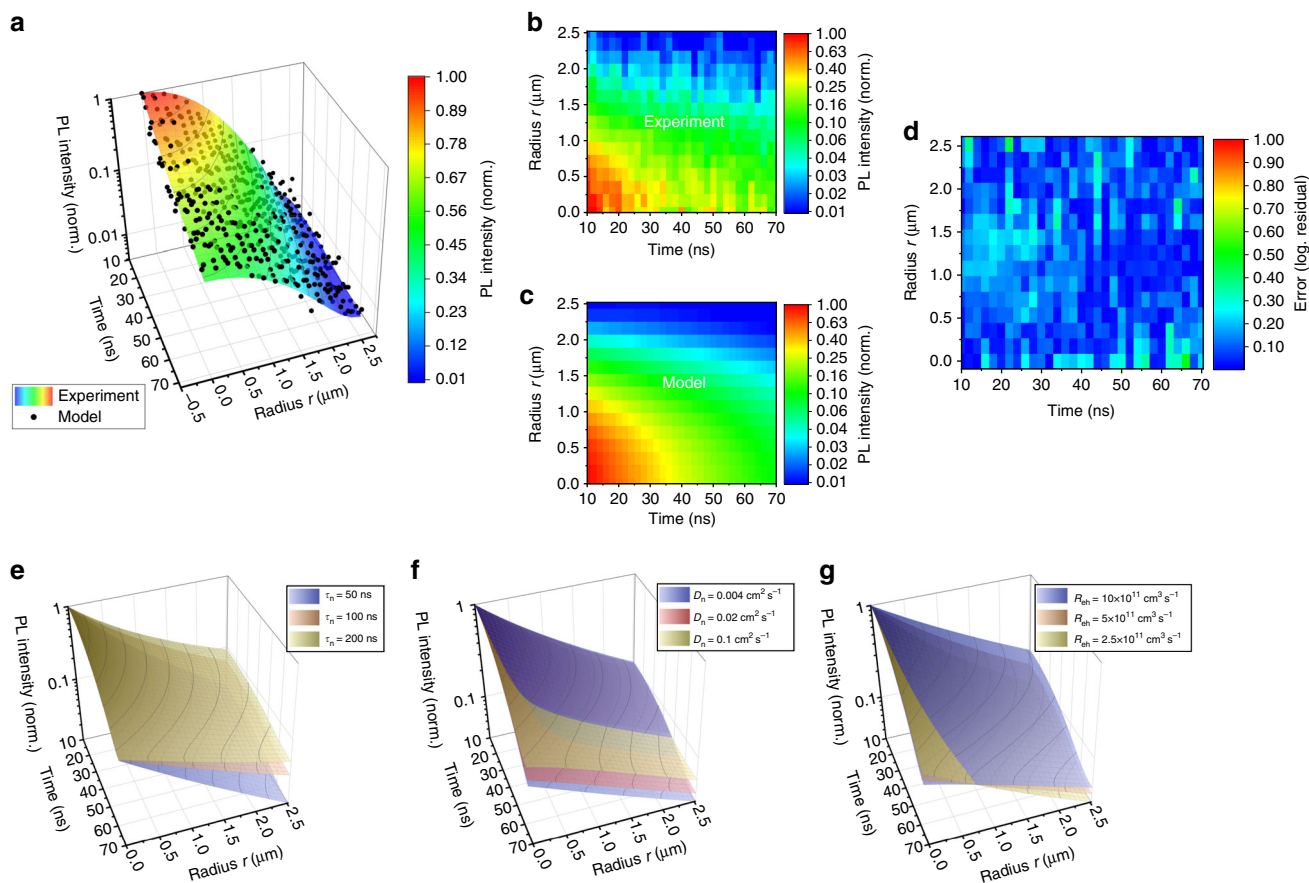 a
1
0.1
0.01
PL intensity (norm.)
10
20
30
40
50
60
70
Time (ns)
−0.5
0.0
0.5
1.0
1.5
2.0
2.5
Radius r (μm)
1.00
0.89
0.78
0.67
0.56
0.45
0.34
0.23
0.12
0.01
PL intensity (norm.)
Experiment
Model
b
2.5
2.0
1.5
1.0
0.5
0.0
Radius r (μm)
Experiment
10 20 30 40 50 60 70
Time (ns)
1.00
0.63
0.40
0.25
0.16
0.10
0.06
0.04
0.03
0.02
0.01
PL intensity (norm.)
c
2.5
2.0
1.5
1.0
0.5
0.0
Radius r (μm)
Model
10 20 30 40 50 60 70
Time (ns)
1.00
0.63
0.40
0.25
0.16
0.10
0.06
0.04
0.03
0.02
0.01
PL intensity (norm.)
d
2.5
2.0
1.5
1.0
0.5
0.0
Radius r (μm)
10 20 30 40 50 60 70
Time (ns)
1.00
0.90
0.80
0.70
0.60
0.50
0.40
0.30
0.20
0.10
Error (log. residual)
e
τn = 50 ns
τn = 100 ns
τn = 200 ns
1
0.1
PL intensity (norm.)
10
20
30
40
50
60
70
Time (ns)
0.0
0.5
1.0
1.5
2.0
2.5
Radius r (μm)
f
Dn = 0.004 cm² s⁻¹
Dn = 0.02 cm² s⁻¹
Dn = 0.1 cm² s⁻¹
1
0.1
PL intensity (norm.)
10
20
30
40
50
60
70
Time (ns)
0.0
0.5
1.0
1.5
2.0
2.5
Radius r (μm)
g
Reh = 10×10¹¹ cm³ s⁻¹
Reh = 5×10¹¹ cm³ s⁻¹
Reh = 2.5×10¹¹ cm³ s⁻¹
1
0.1
PL intensity (norm.)
10
20
30
40
50
60
70
Time (ns)
0.0
0.5
1.0
1.5
2.0
2.5
Radius r (μm)